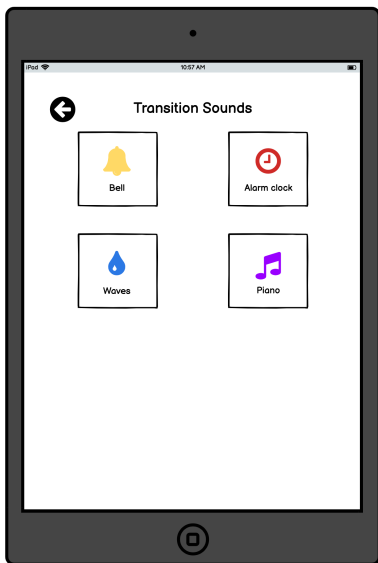 iPad 10:57 AM
Transition Sounds
Bell Alarm clock
Waves Piano